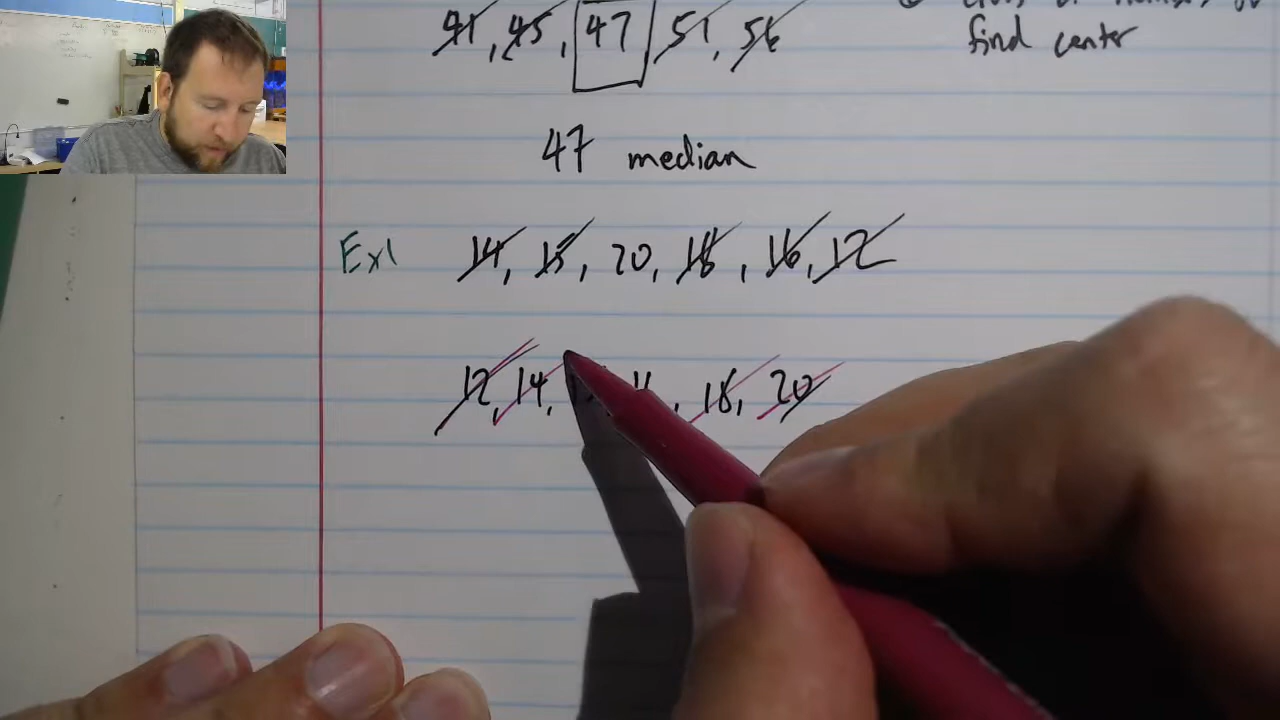 41, 45, 47, 51, 56
find center
47 median
Ex1 14, 15, 20, 18, 16, 12
12, 14, 18, 20